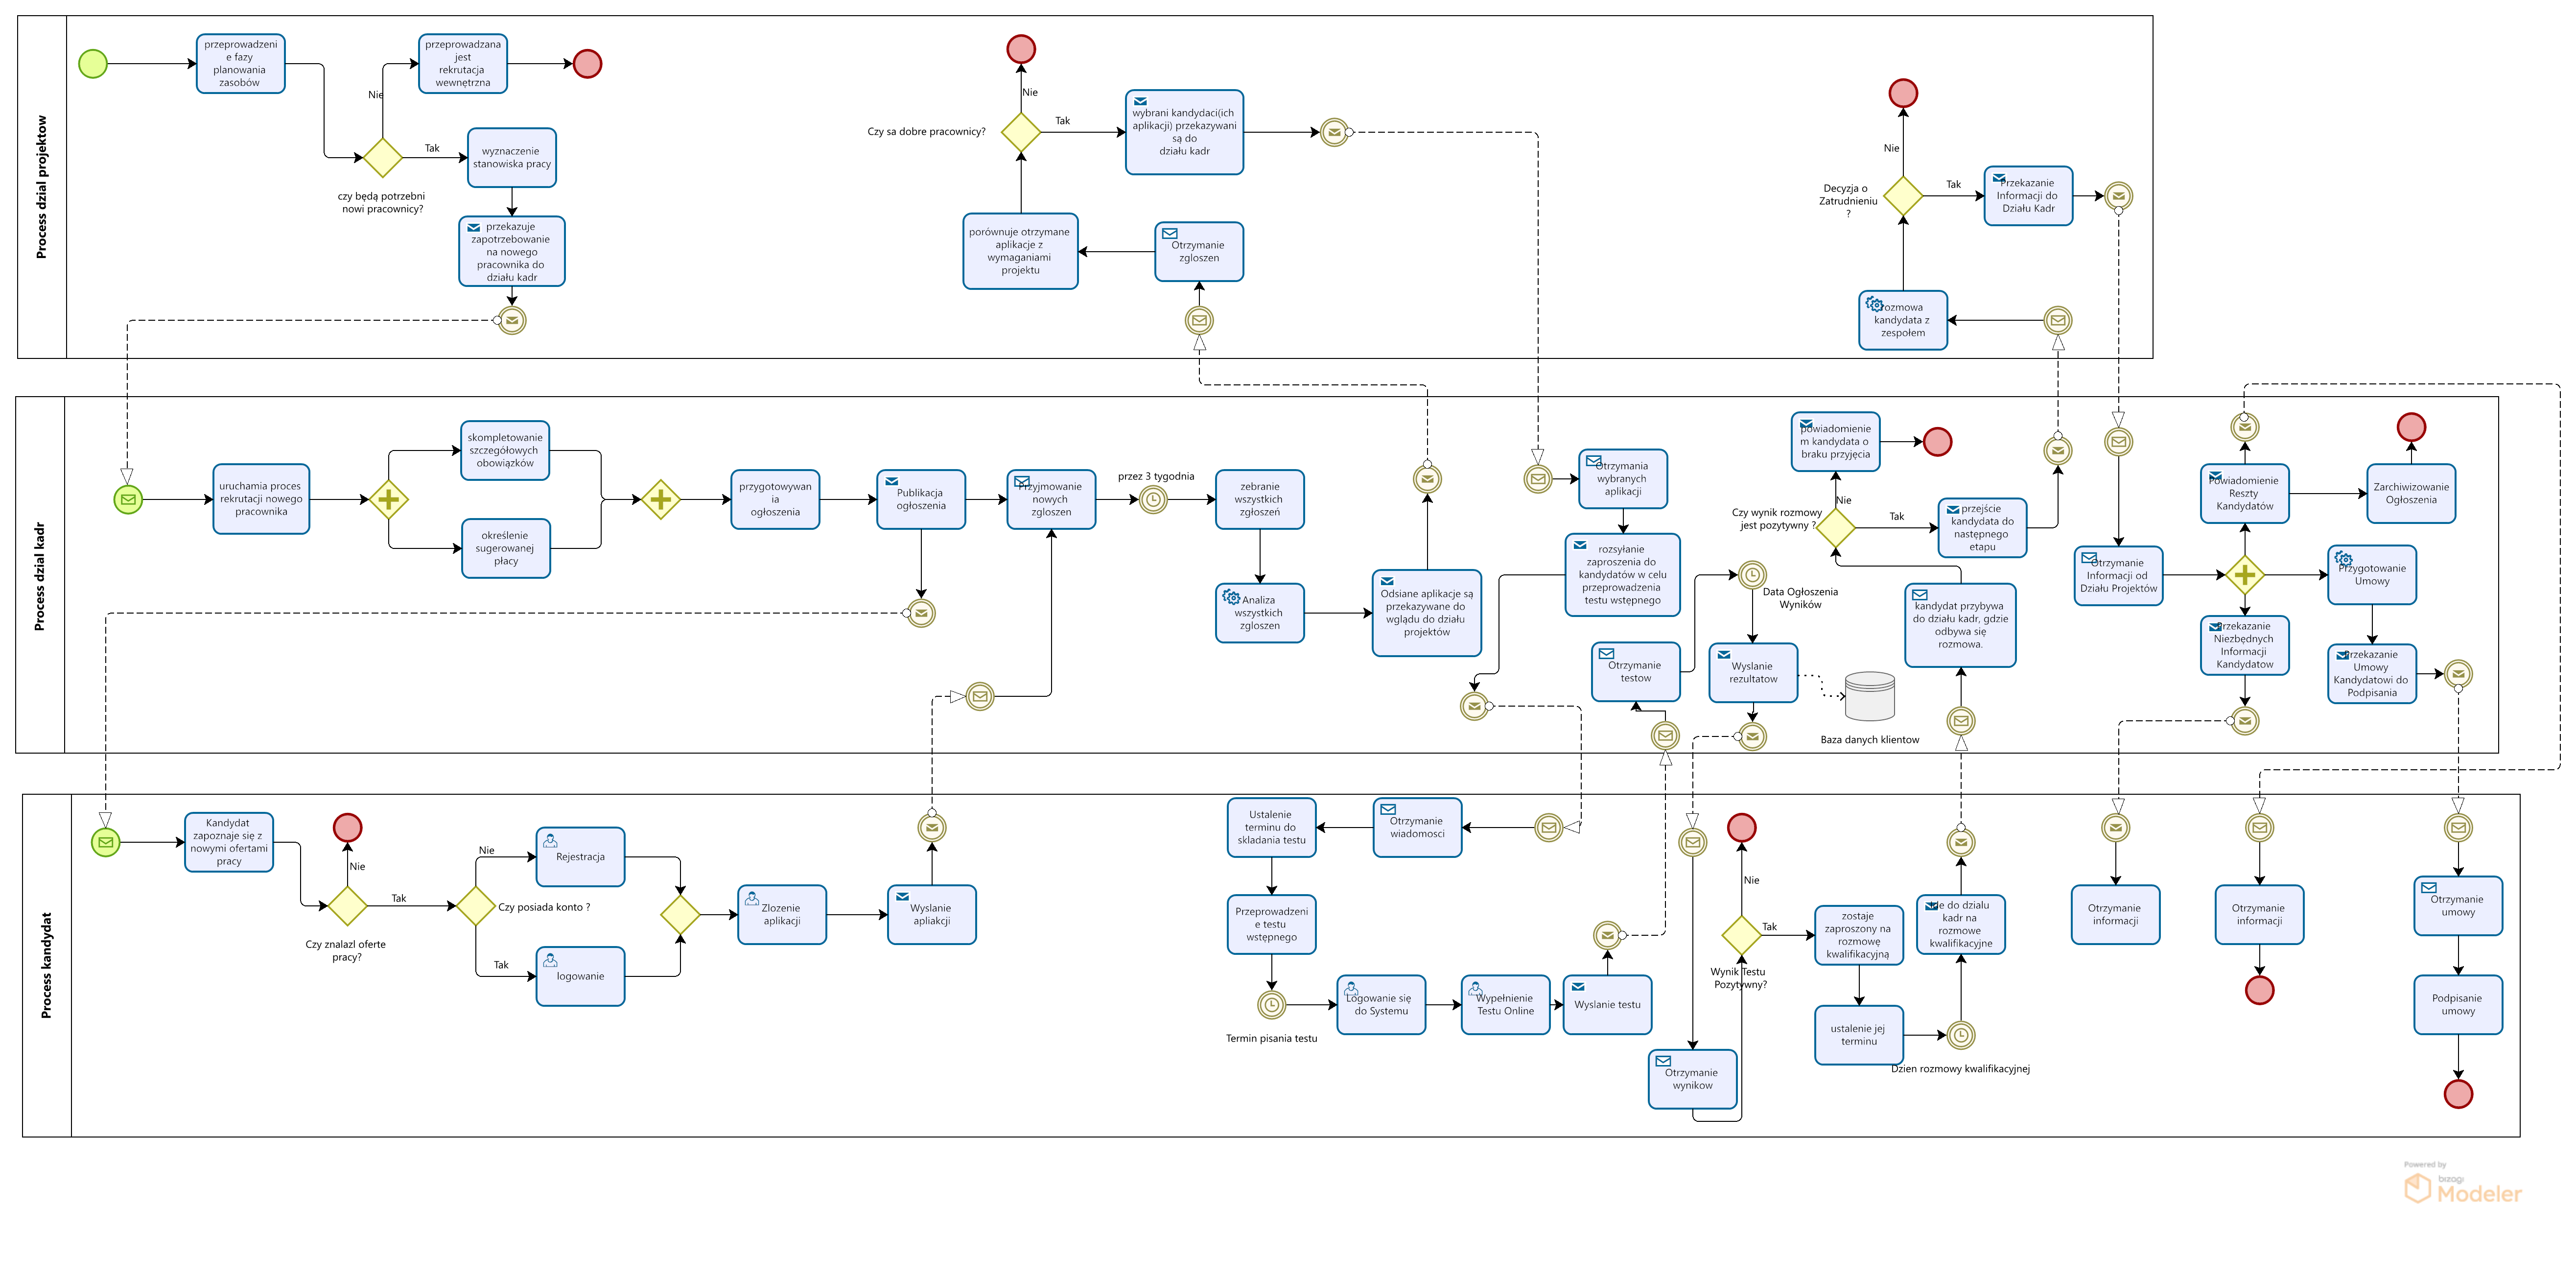 Process dzial projektow
przeprowadzeni
e fazy
planowania
zasobów
przeprowadzana
jest
rekrutacja
wewnętrzna
Nie
Tak
czy będą potrzebni
nowi pracownicy?
wyznaczenie
stanowiska pracy
przekazuje
zapotrzebowanie
na nowego
pracownika do
działu kadr
Czy sa dobre pracownicy?
Nie
Tak
wybrani kandydaci(ich
aplikacji) przekazywani
są do
działu kadr
porównuje otrzymane
aplikacje z
wymaganiami
projektu
Otrzymanie
zgloszen
Decyzja o
Zatrudnieniu
?
Nie
Tak
Przekazanie
Informacji do
Działu Kadr
rozmowa
kandydata z
zespołem
Process dzial kadr
uruchamia proces
rekrutacji nowego
pracownika
skompletowanie
szczegółowych
obowiązków
określenie
sugerowanej
płacy
przygotowywan
ia
ogłoszenia
Publikacja
ogłoszenia
Przyjmowanie
nowych
zgloszen
przez 3 tygodnia
zebranie
wszystkich
zgłoszeń
Analiza
wszystkich
zgloszen
Odsiane aplikacje są
przekazywane do
wglądu do działu
projektów
Otrzymania
wybranych
aplikacji
rozsyłanie
zaproszenia do
kandydatów w celu
przeprowadzenia
testu wstępnego
Otrzymanie
testow
Data Ogłoszenia
Wyników
Wyslanie
rezultatow
Baza danych klientow
powiadomienie
m kandydata o
braku przyjęcia
Nie
Czy wynik rozmowy
jest pozytywny ?
Tak
przejście
kandydata do
następnego
etapu
kandydat przybywa
do działu kadr, gdzie
odbywa się
rozmowa.
Otrzymanie
Informacji od
Działu Projektów
Powiadomienie
Reszty
Kandydatów
Zarchiwizowanie
Ogłoszenia
Przygotowanie
Umowy
Przekazanie
Niezbędnych
Informacji
Kandydatow
Przekazanie
Umowy
Kandydatowi do
Podpisania
Process kandydat
Kandydat
zapoznaje się z
nowymi ofertami
pracy
Nie
Tak
Czy znalazl oferte
pracy?
Nie
Czy posiada konto ?
Tak
Rejestracja
logowanie
Zlozenie
aplikacji
Wyslanie
apliakcji
Ustalenie
terminu do
skladania testu
Otrzymanie
wiadomosci
Przeprowadzeni
e testu
wstępnego
Termin pisania testu
Logowanie się
do Systemu
Wypełnienie
Testu Online
Wyslanie testu
Otrzymanie
wynikow
Nie
Tak
Wynik Testu
Pozytywny?
zostaje
zaproszony na
rozmowę
kwalifikacyjną
ustalenie jej
terminu
Dzien rozmowy kwalifikacyjnej
do dzialu
kadr na
rozmowe
kwalifikacyjne
Otrzymanie
informacji
Otrzymanie
informacji
Otrzymanie
umowy
Podpisanie
umowy
Powered by
bizagi
Modeler